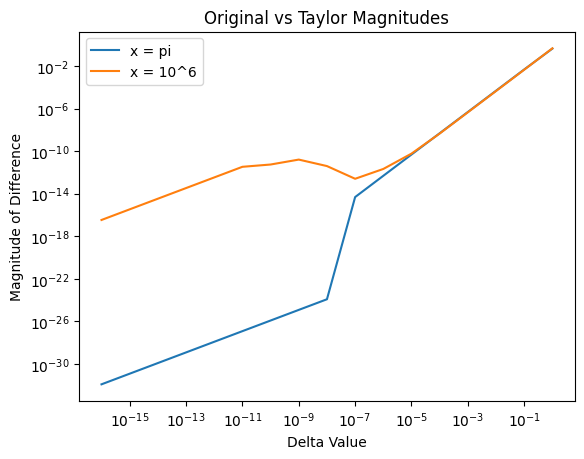 Original vs Taylor Magnitudes
x = pi
x = 10^6
Magnitude of Difference
10⁻²
10⁻⁶
10⁻¹⁰
10⁻¹⁴
10⁻¹⁸
10⁻²²
10⁻²⁶
10⁻³⁰
10⁻¹⁵ 10⁻¹³ 10⁻¹¹ 10⁻⁹ 10⁻⁷ 10⁻⁵ 10⁻³ 10⁻¹
Delta Value